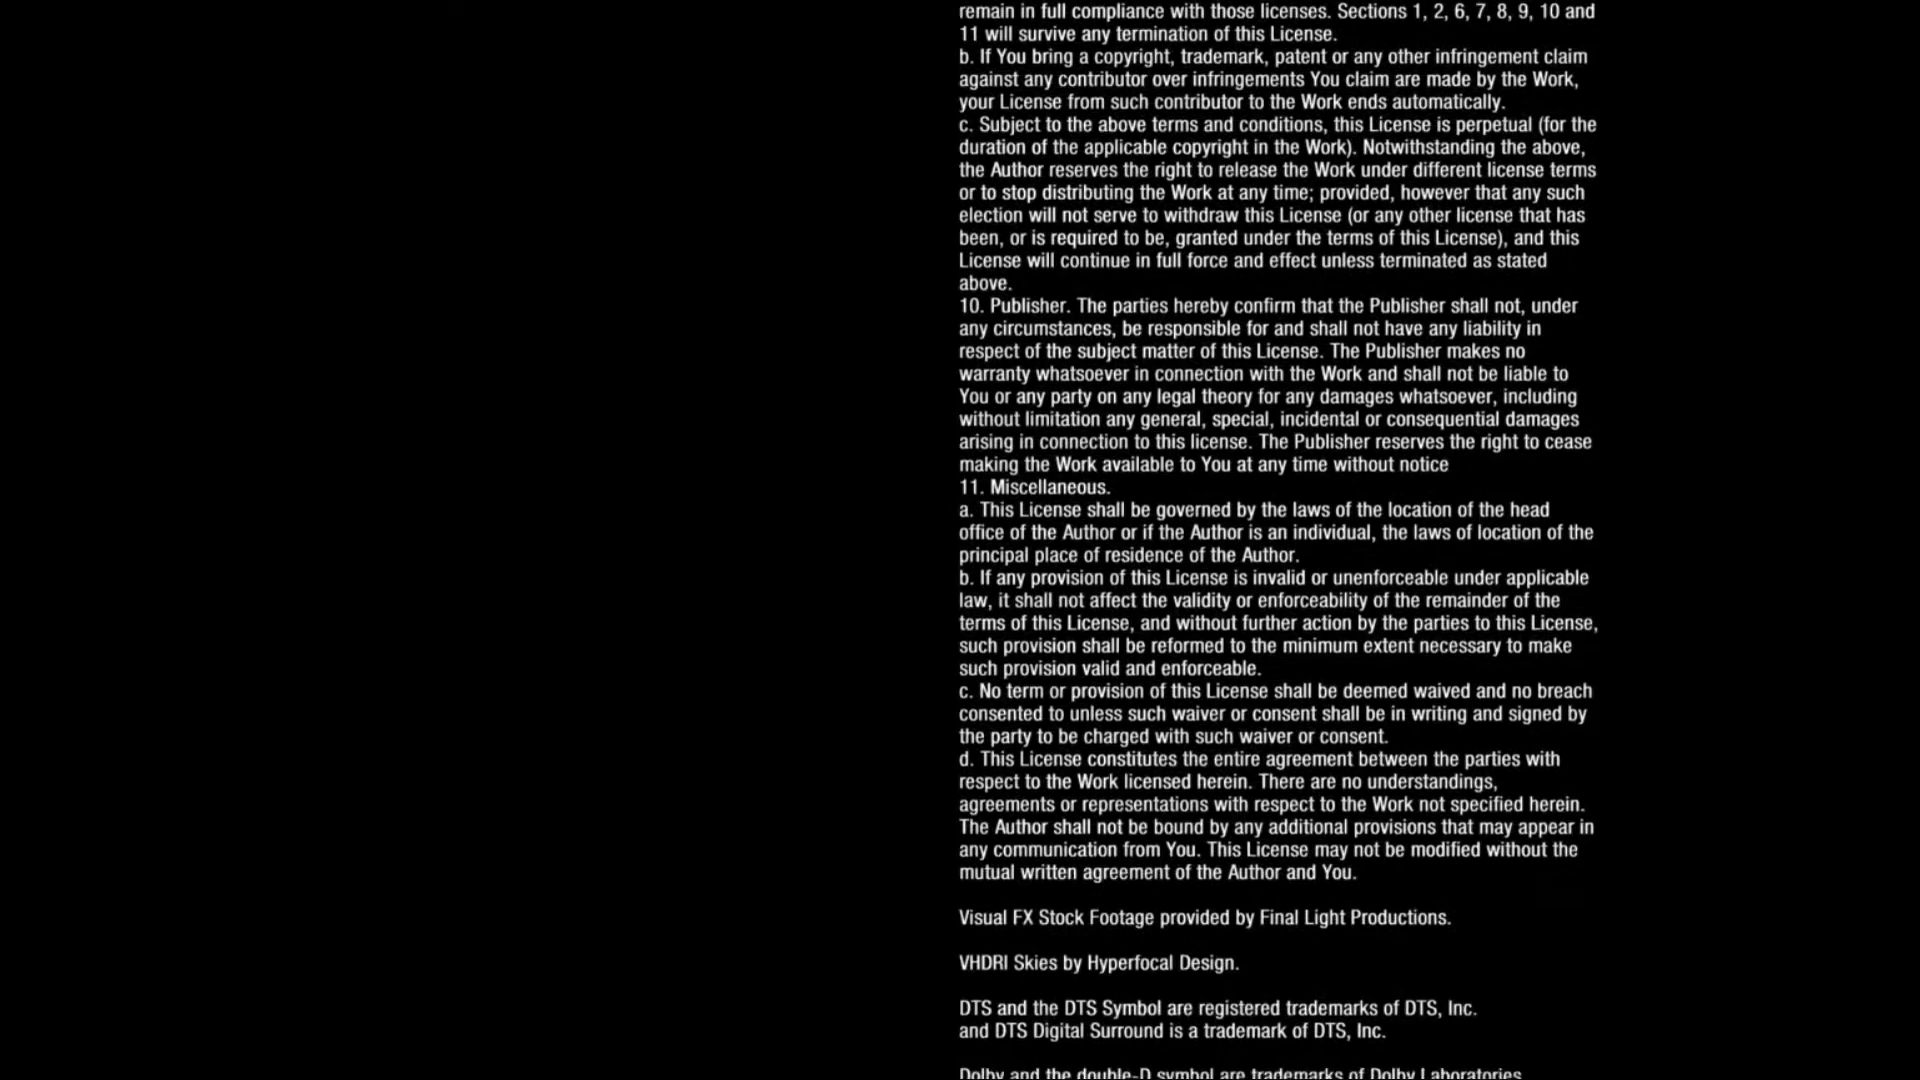 remain in full compliance with those licenses. Sections 1, 2, 6, 7, 8, 9, 10 and
11 will survive any termination of this License.
b. If You bring a copyright, trademark, patent or any other infringement claim
against any contributor over infringements You claim are made by the Work,
your License from such contributor to the Work ends automatically.
c. Subject to the above terms and conditions, this License is perpetual (for the
duration of the applicable copyright in the Work). Notwithstanding the above,
the Author reserves the right to release the Work under different license terms
or to stop distributing the Work at any time; provided, however that any such
election will not serve to withdraw this License (or any other license that has
been, or is required to be, granted under the terms of this License), and this
License will continue in full force and effect unless terminated as stated
above.
10. Publisher. The parties hereby confirm that the Publisher shall not, under
any circumstances, be responsible for and shall not have any liability in
respect of the subject matter of this License. The Publisher makes no
warranty whatsoever in connection with the Work and shall not be liable to
You or any party on any legal theory for any damages whatsoever, including
without limitation any general, special, incidental or consequential damages
arising in connection to this license. The Publisher reserves the right to cease
making the Work available to You at any time without notice
11. Miscellaneous.
a. This License shall be governed by the laws of the location of the head
office of the Author or if the Author is an individual, the laws of location of the
principal place of residence of the Author.
b. If any provision of this License is invalid or unenforceable under applicable
law, it shall not affect the validity or enforceability of the remainder of the
terms of this License, and without further action by the parties to this License,
such provision shall be reformed to the minimum extent necessary to make
such provision valid and enforceable.
c. No term or provision of this License shall be deemed waived and no breach
consented to unless such waiver or consent shall be in writing and signed by
the party to be charged with such waiver or consent.
d. This License constitutes the entire agreement between the parties with
respect to the Work licensed herein. There are no understandings,
agreements or representations with respect to the Work not specified herein.
The Author shall not be bound by any additional provisions that may appear in
any communication from You. This License may not be modified without the
mutual written agreement of the Author and You.
Visual FX Stock Footage provided by Final Light Productions.
VHDRI Skies by Hyperfocal Design.
DTS and the DTS Symbol are registered trademarks of DTS, Inc.
and DTS Digital Surround is a trademark of DTS, Inc.
Dolby and the double-D symbol are trademarks of Dolby Laboratories